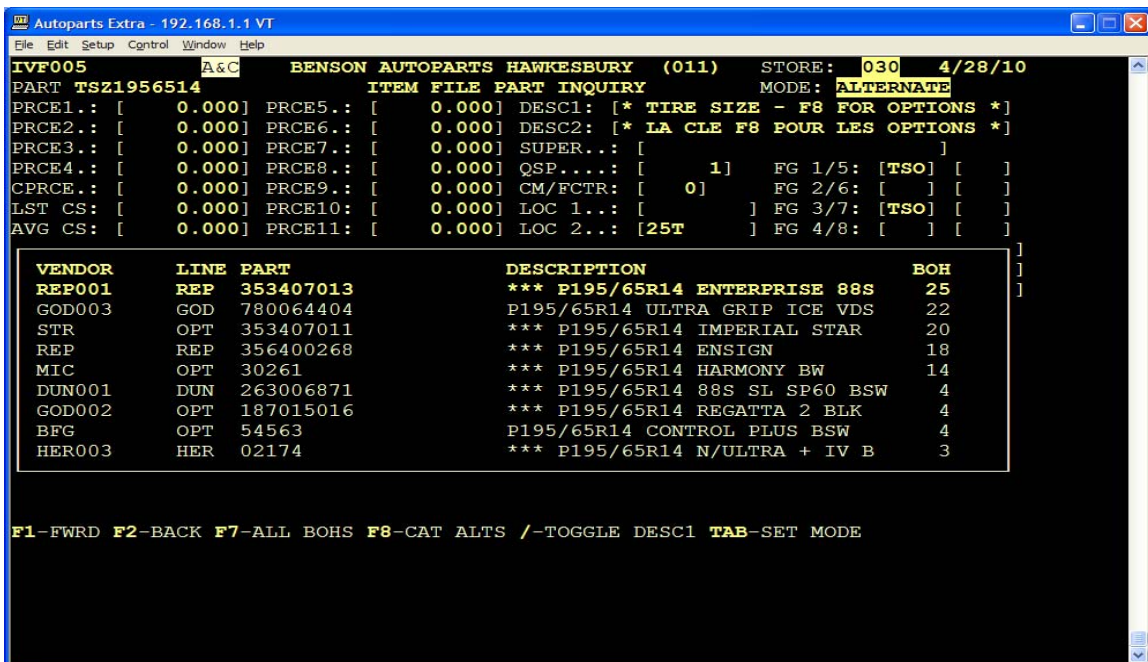 Autoparts Extra - 192.168.1.1 VT
File Edit Setup Control Window Help
IVF005 A&C BENSON AUTOPARTS HAWKESBURY (011) STORE: 030 4/28/10
PART TSZ1956514 ITEM FILE PART INQUIRY MODE: ALTERNATE
PRCE1.: [ 0.000] PRCE5.: [ 0.000] DESC1: [* TIRE SIZE - F8 FOR OPTIONS *]
PRCE2.: [ 0.000] PRCE6.: [ 0.000] DESC2: [* LA CLE F8 POUR LES OPTIONS *]
PRCE3.: [ 0.000] PRCE7.: [ 0.000] SUPER..: [ ]
PRCE4.: [ 0.000] PRCE8.: [ 0.000] QSP....: [ 1] FG 1/5: [TSO] [ ]
CPRCE.: [ 0.000] PRCE9.: [ 0.000] CM/FCTR: [ 0] FG 2/6: [ ] [ ]
LST CS: [ 0.000] PRCE10: [ 0.000] LOC 1..: [ ] FG 3/7: [TSO] [ ]
AVG CS: [ 0.000] PRCE11: [ 0.000] LOC 2..: [25T ] FG 4/8: [ ] [ ]
]
VENDOR LINE PART DESCRIPTION BOH ]
REP001 REP 353407013 *** P195/65R14 ENTERPRISE 88S 25 ]
GOD003 GOD 780064404 P195/65R14 ULTRA GRIP ICE VDS 22
STR OPT 353407011 *** P195/65R14 IMPERIAL STAR 20
REP REP 356400268 *** P195/65R14 ENSIGN 18
MIC OPT 30261 *** P195/65R14 HARMONY BW 14
DUN001 DUN 263006871 *** P195/65R14 88S SL SP60 BSW 4
GOD002 OPT 187015016 *** P195/65R14 REGATTA 2 BLK 4
BFG OPT 54563 P195/65R14 CONTROL PLUS BSW 4
HER003 HER 02174 *** P195/65R14 N/ULTRA + IV B 3
F1-FWRD F2-BACK F7-ALL BOHS F8-CAT ALTS /-TOGGLE DESC1 TAB-SET MODE